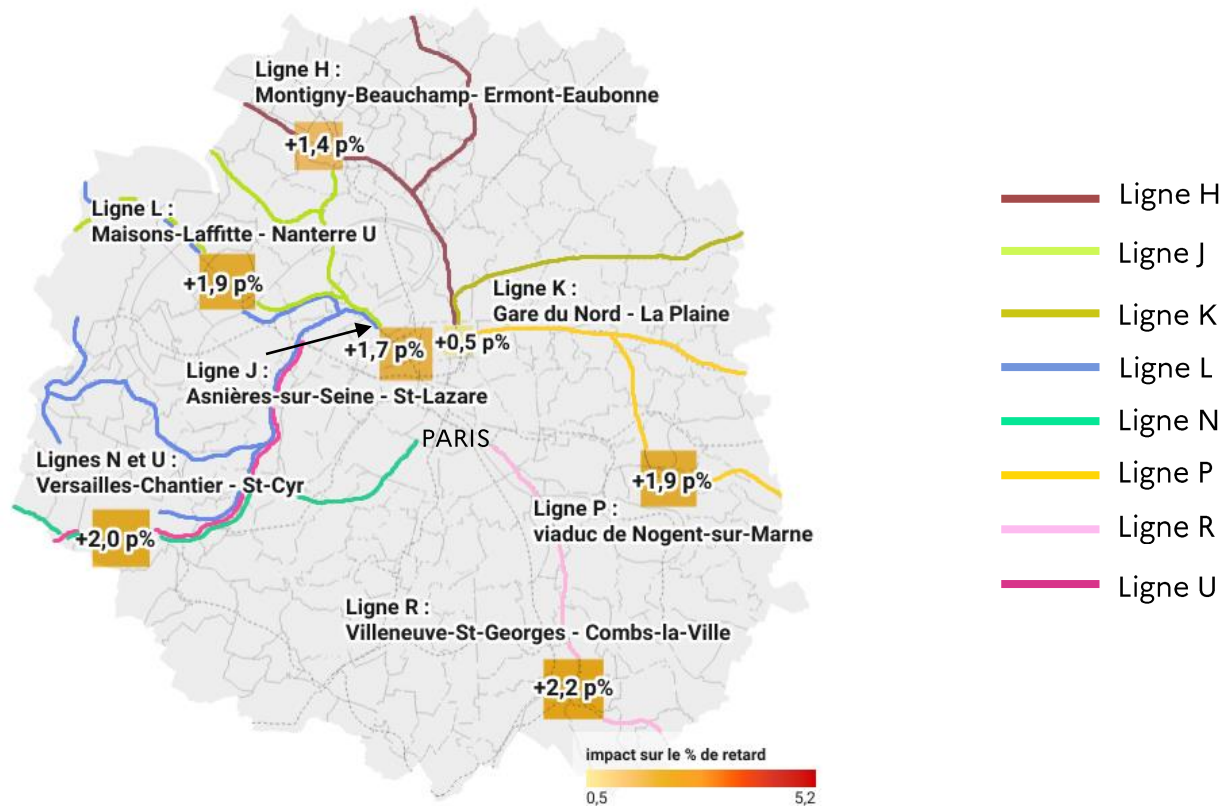 Ligne H :
Montigny-Beauchamp- Ermont-Eaubonne
+1,4 p%
Ligne L :
Maisons-Laffitte - Nanterre U
+1,9 p%
Ligne K :
Gare du Nord - La Plaine
+0,5 p%
+1,7 p%
Ligne J :
Asnières-sur-Seine - St-Lazare
PARIS
Lignes N et U :
Versailles-Chantier - St-Cyr
+2,0 p%
+1,9 p%
Ligne P :
viaduc de Nogent-sur-Marne
Ligne R :
Villeneuve-St-Georges - Combs-la-Ville
+2,2 p%
impact sur le % de retard
0,5 5,2
Ligne H
Ligne J
Ligne K
Ligne L
Ligne N
Ligne P
Ligne R
Ligne U